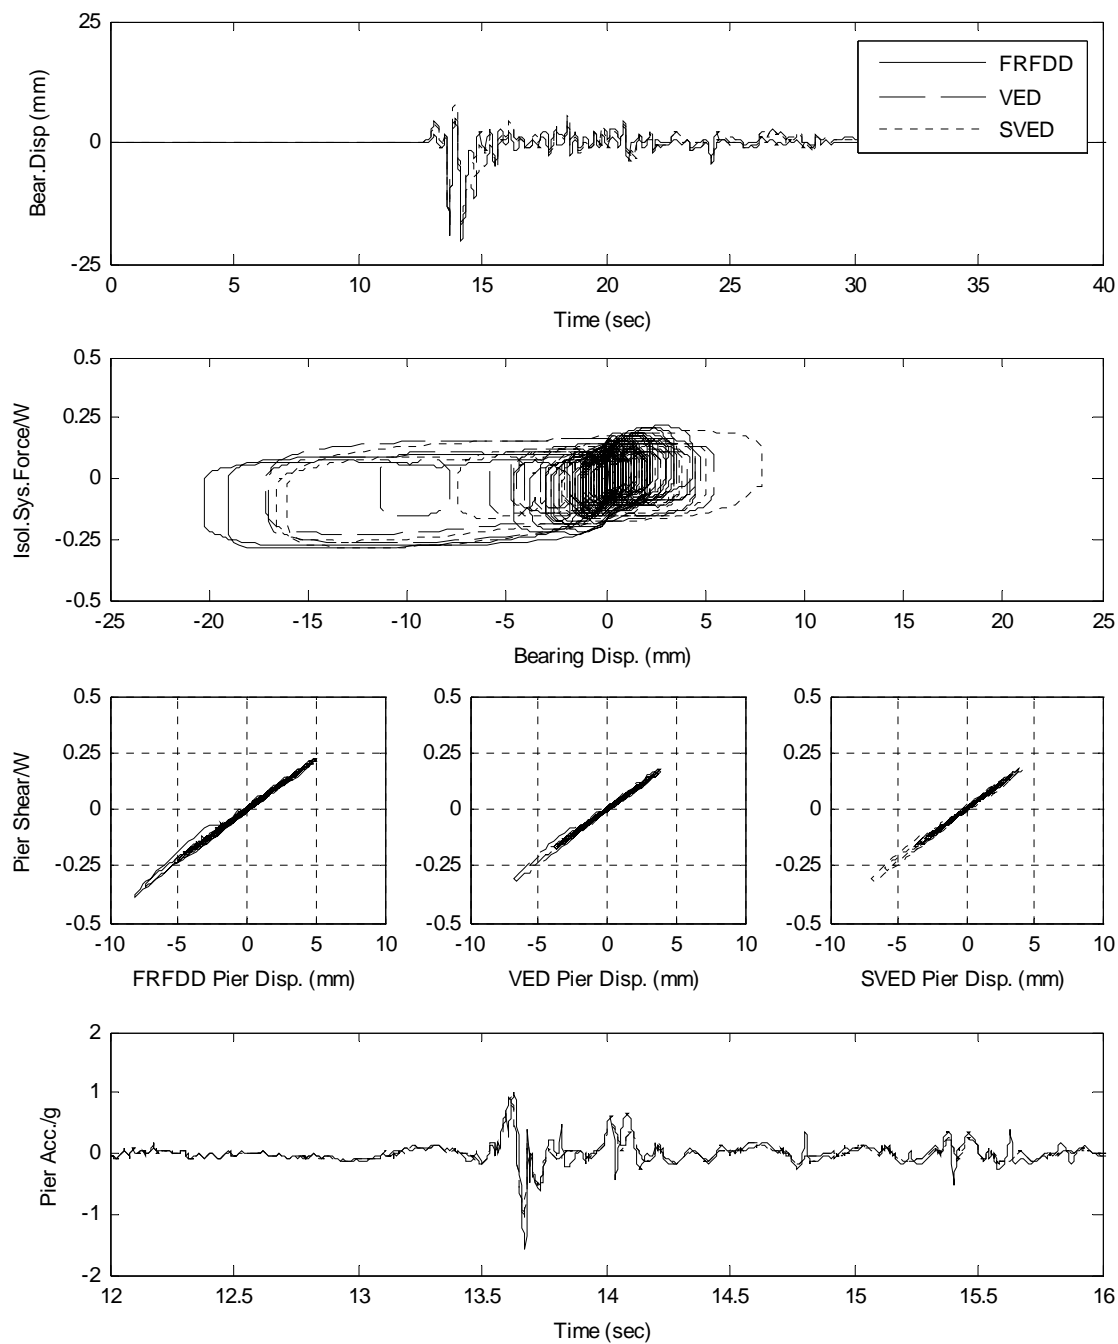 25
0
-25
Bear.Disp (mm)
FRFDD
VED
SVED
0 5 10 15 20 25 30 35 40
Time (sec)
0.5
0.25
0
-0.25
-0.5
Isol.Sys.Force/W
-25 -20 -15 -10 -5 0 5 10 15 20 25
Bearing Disp. (mm)
0.5
0.25
0
-0.25
-0.5
Pier Shear/W
-10 -5 0 5 10
FRFDD Pier Disp. (mm)
0.5
0.25
0
-0.25
-0.5
-10 -5 0 5 10
VED Pier Disp. (mm)
0.5
0.25
0
-0.25
-0.5
-10 -5 0 5 10
SVED Pier Disp. (mm)
2
1
0
-1
-2
Pier Acc./g
12 12.5 13 13.5 14 14.5 15 15.5 16
Time (sec)